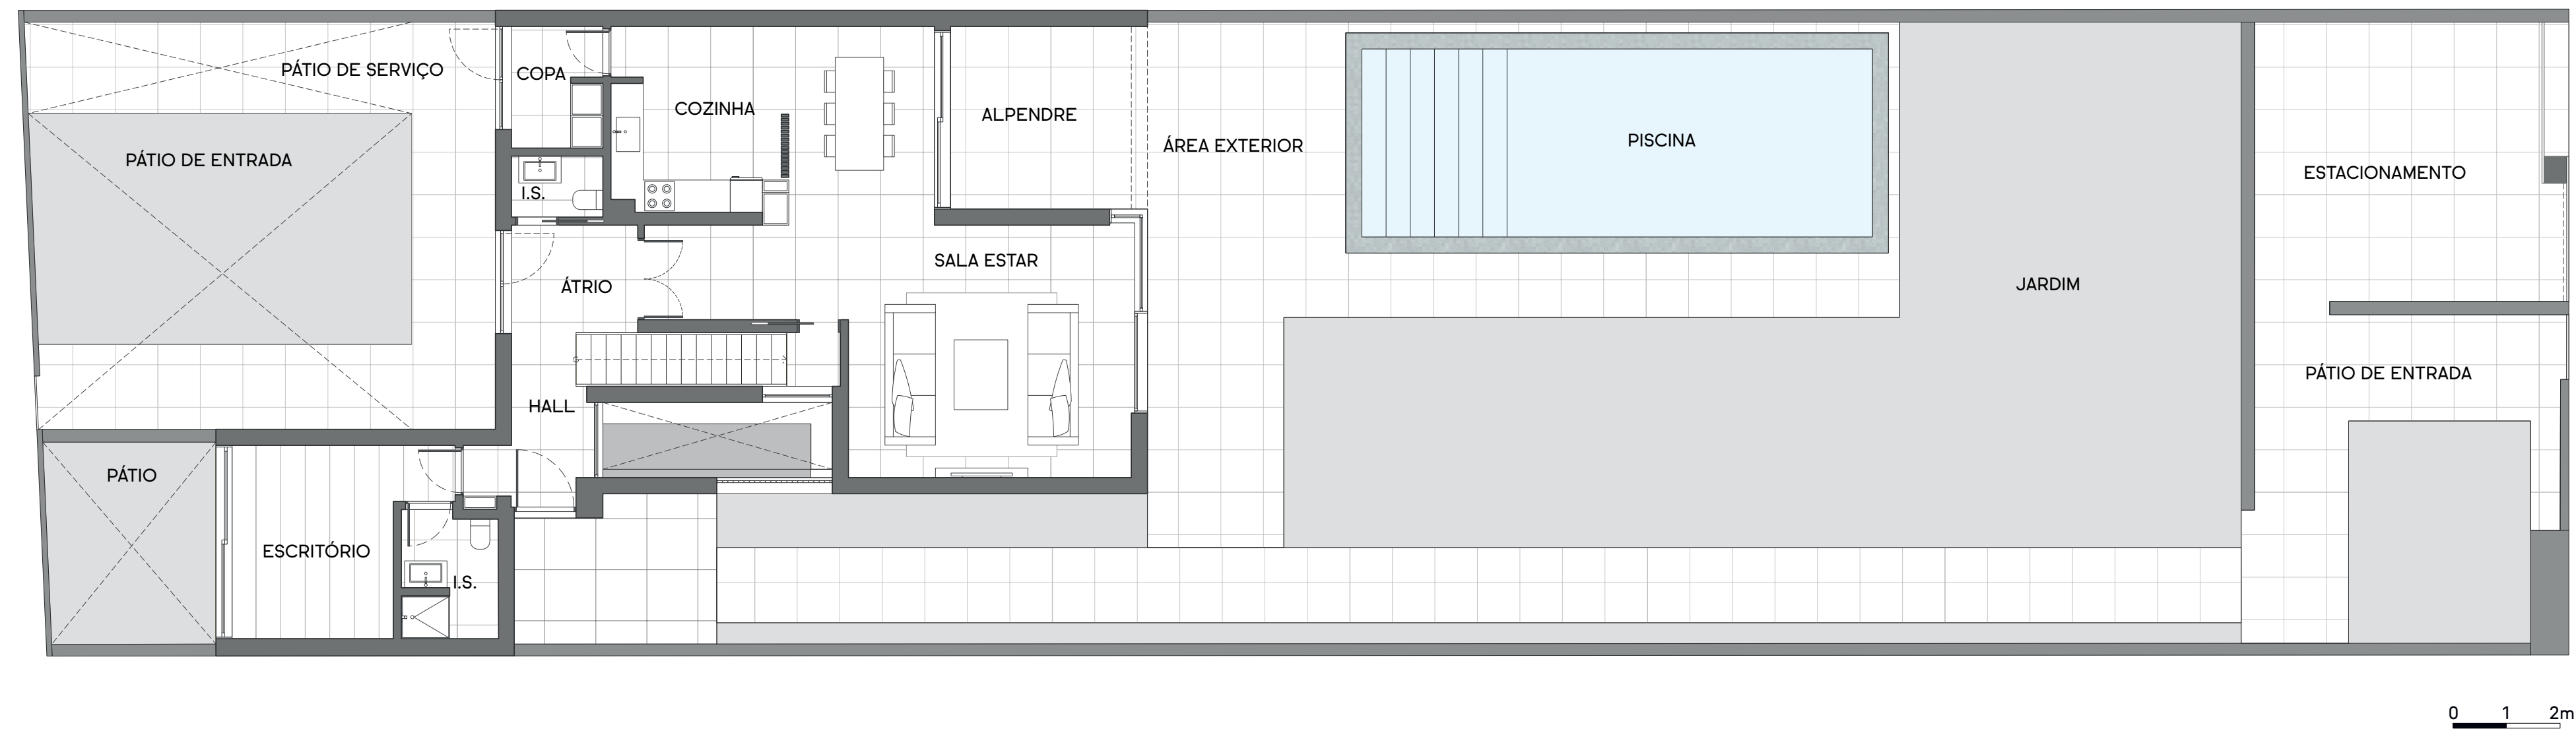 PÁTIO DE SERVIÇO
COPA
COZINHA
ALPENDRE
ÁREA EXTERIOR
PISCINA
PÁTIO DE ENTRADA
I.S.
ESTACIONAMENTO
SALA ESTAR
ÁTRIO
JARDIM
PÁTIO DE ENTRADA
HALL
PÁTIO
ESCRITÓRIO
I.S.
0 1 2m